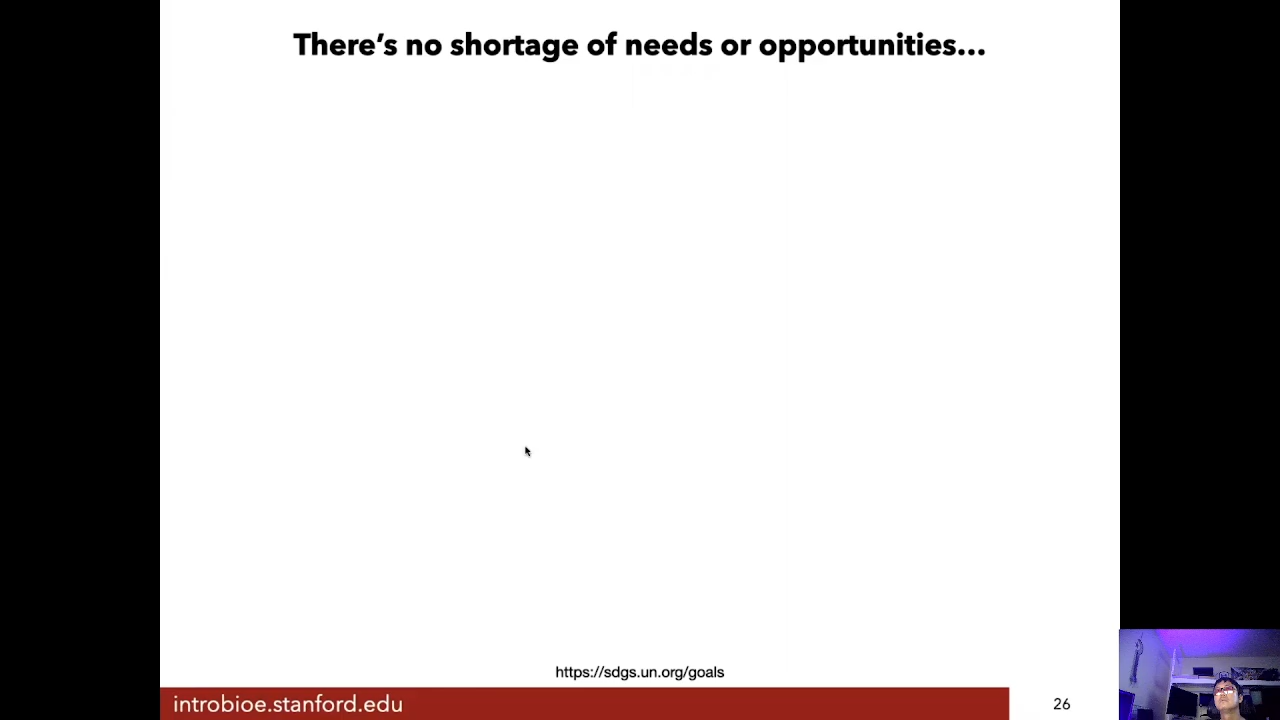 There's no shortage of needs or opportunities...
https://sdgs.un.org/goals
introbioe.stanford.edu
26